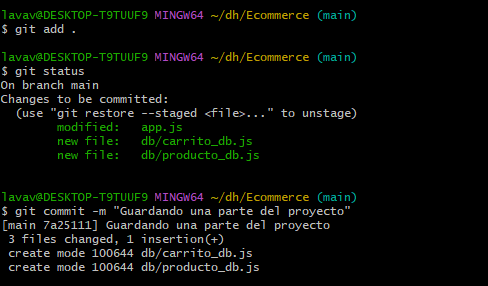 lavav@DESKTOP-T9TUUF9 MINGW64 ~/dh/Ecommerce (main)
$ git add .
lavav@DESKTOP-T9TUUF9 MINGW64 ~/dh/Ecommerce (main)
$ git status
On branch main
Changes to be committed:
  (use "git restore --staged <file>..." to unstage)
        modified:   app.js
        new file:   db/carrito_db.js
        new file:   db/producto_db.js
lavav@DESKTOP-T9TUUF9 MINGW64 ~/dh/Ecommerce (main)
$ git commit -m "Guardando una parte del proyecto"
[main 7a25111] Guardando una parte del proyecto
 3 files changed, 1 insertion(+)
 create mode 100644 db/carrito_db.js
 create mode 100644 db/producto_db.js